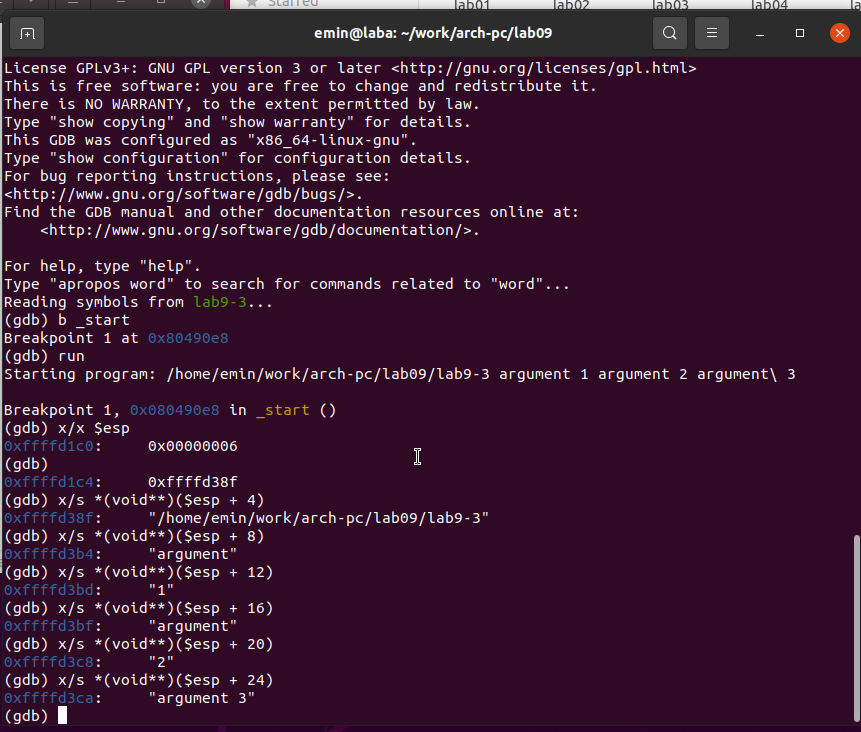 Starred
lab01 lab02 lab03 lab04
emin@laba: ~/work/arch-pc/lab09
License GPLv3+: GNU GPL version 3 or later <http://gnu.org/licenses/gpl.html>
This is free software: you are free to change and redistribute it.
There is NO WARRANTY, to the extent permitted by law.
Type "show copying" and "show warranty" for details.
This GDB was configured as "x86_64-linux-gnu".
Type "show configuration" for configuration details.
For bug reporting instructions, please see:
<http://www.gnu.org/software/gdb/bugs/>.
Find the GDB manual and other documentation resources online at:
    <http://www.gnu.org/software/gdb/documentation/>.

For help, type "help".
Type "apropos word" to search for commands related to "word"...
Reading symbols from lab9-3...
(gdb) b _start
Breakpoint 1 at 0x80490e8
(gdb) run
Starting program: /home/emin/work/arch-pc/lab09/lab9-3 argument 1 argument 2 argument\ 3

Breakpoint 1, 0x080490e8 in _start ()
(gdb) x/x $esp
0xffffd1c0:     0x00000006
(gdb)
0xffffd1c4:     0xffffd38f
(gdb) x/s *(void**)($esp + 4)
0xffffd38f:     "/home/emin/work/arch-pc/lab09/lab9-3"
(gdb) x/s *(void**)($esp + 8)
0xffffd3b4:     "argument"
(gdb) x/s *(void**)($esp + 12)
0xffffd3bd:     "1"
(gdb) x/s *(void**)($esp + 16)
0xffffd3bf:     "argument"
(gdb) x/s *(void**)($esp + 20)
0xffffd3c8:     "2"
(gdb) x/s *(void**)($esp + 24)
0xffffd3ca:     "argument 3"
(gdb)